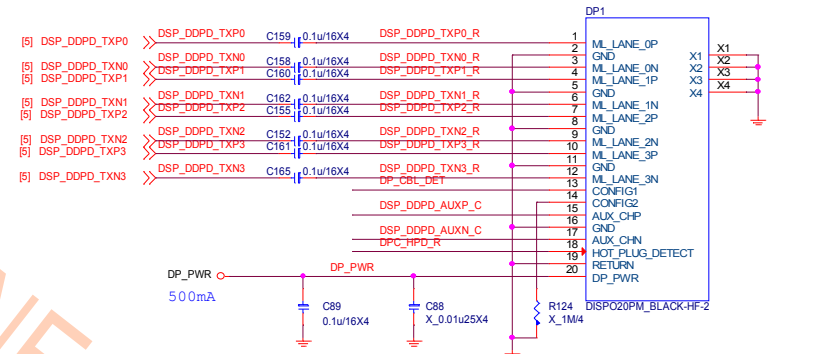 DP1
[5] DSP_DDPD_TXP0 DSP_DDPD_TXP0 C159 0.1u/16X4 DSP_DDPD_TXP0_R 1 ML_LANE_0P
2 GND X1 X1
[5] DSP_DDPD_TXN0 DSP_DDPD_TXN0 C158 0.1u/16X4 DSP_DDPD_TXN0_R 3 ML_LANE_0N X2 X2
[5] DSP_DDPD_TXP1 DSP_DDPD_TXP1 C160 0.1u/16X4 DSP_DDPD_TXP1_R 4 ML_LANE_1P X3 X3
5 GND X4 X4
[5] DSP_DDPD_TXN1 DSP_DDPD_TXN1 C162 0.1u/16X4 DSP_DDPD_TXN1_R 6 ML_LANE_1N
[5] DSP_DDPD_TXP2 DSP_DDPD_TXP2 C155 0.1u/16X4 DSP_DDPD_TXP2_R 7 ML_LANE_2P
8 GND
[5] DSP_DDPD_TXN2 DSP_DDPD_TXN2 C152 0.1u/16X4 DSP_DDPD_TXN2_R 9 ML_LANE_2N
[5] DSP_DDPD_TXP3 DSP_DDPD_TXP3 C161 0.1u/16X4 DSP_DDPD_TXP3_R 10 ML_LANE_3P
11 GND
[5] DSP_DDPD_TXN3 DSP_DDPD_TXN3 C165 0.1u/16X4 DSP_DDPD_TXN3_R 12 ML_LANE_3N
DP_CBL_DET 13 CONFIG1
14 CONFIG2
DSP_DDPD_AUXP_C 15 AUX_CHP
16 GND
DSP_DDPD_AUXN_C 17 AUX_CHN
DPC_HPD_R 18 HOT_PLUG_DETECT
19 RETURN
DP_PWR DP_PWR 20 DP_PWR
500mA
C89 C88 R124 DISPO20PM_BLACK-HF-2
0.1u/16X4 X_0.01u25X4 X_1M/4